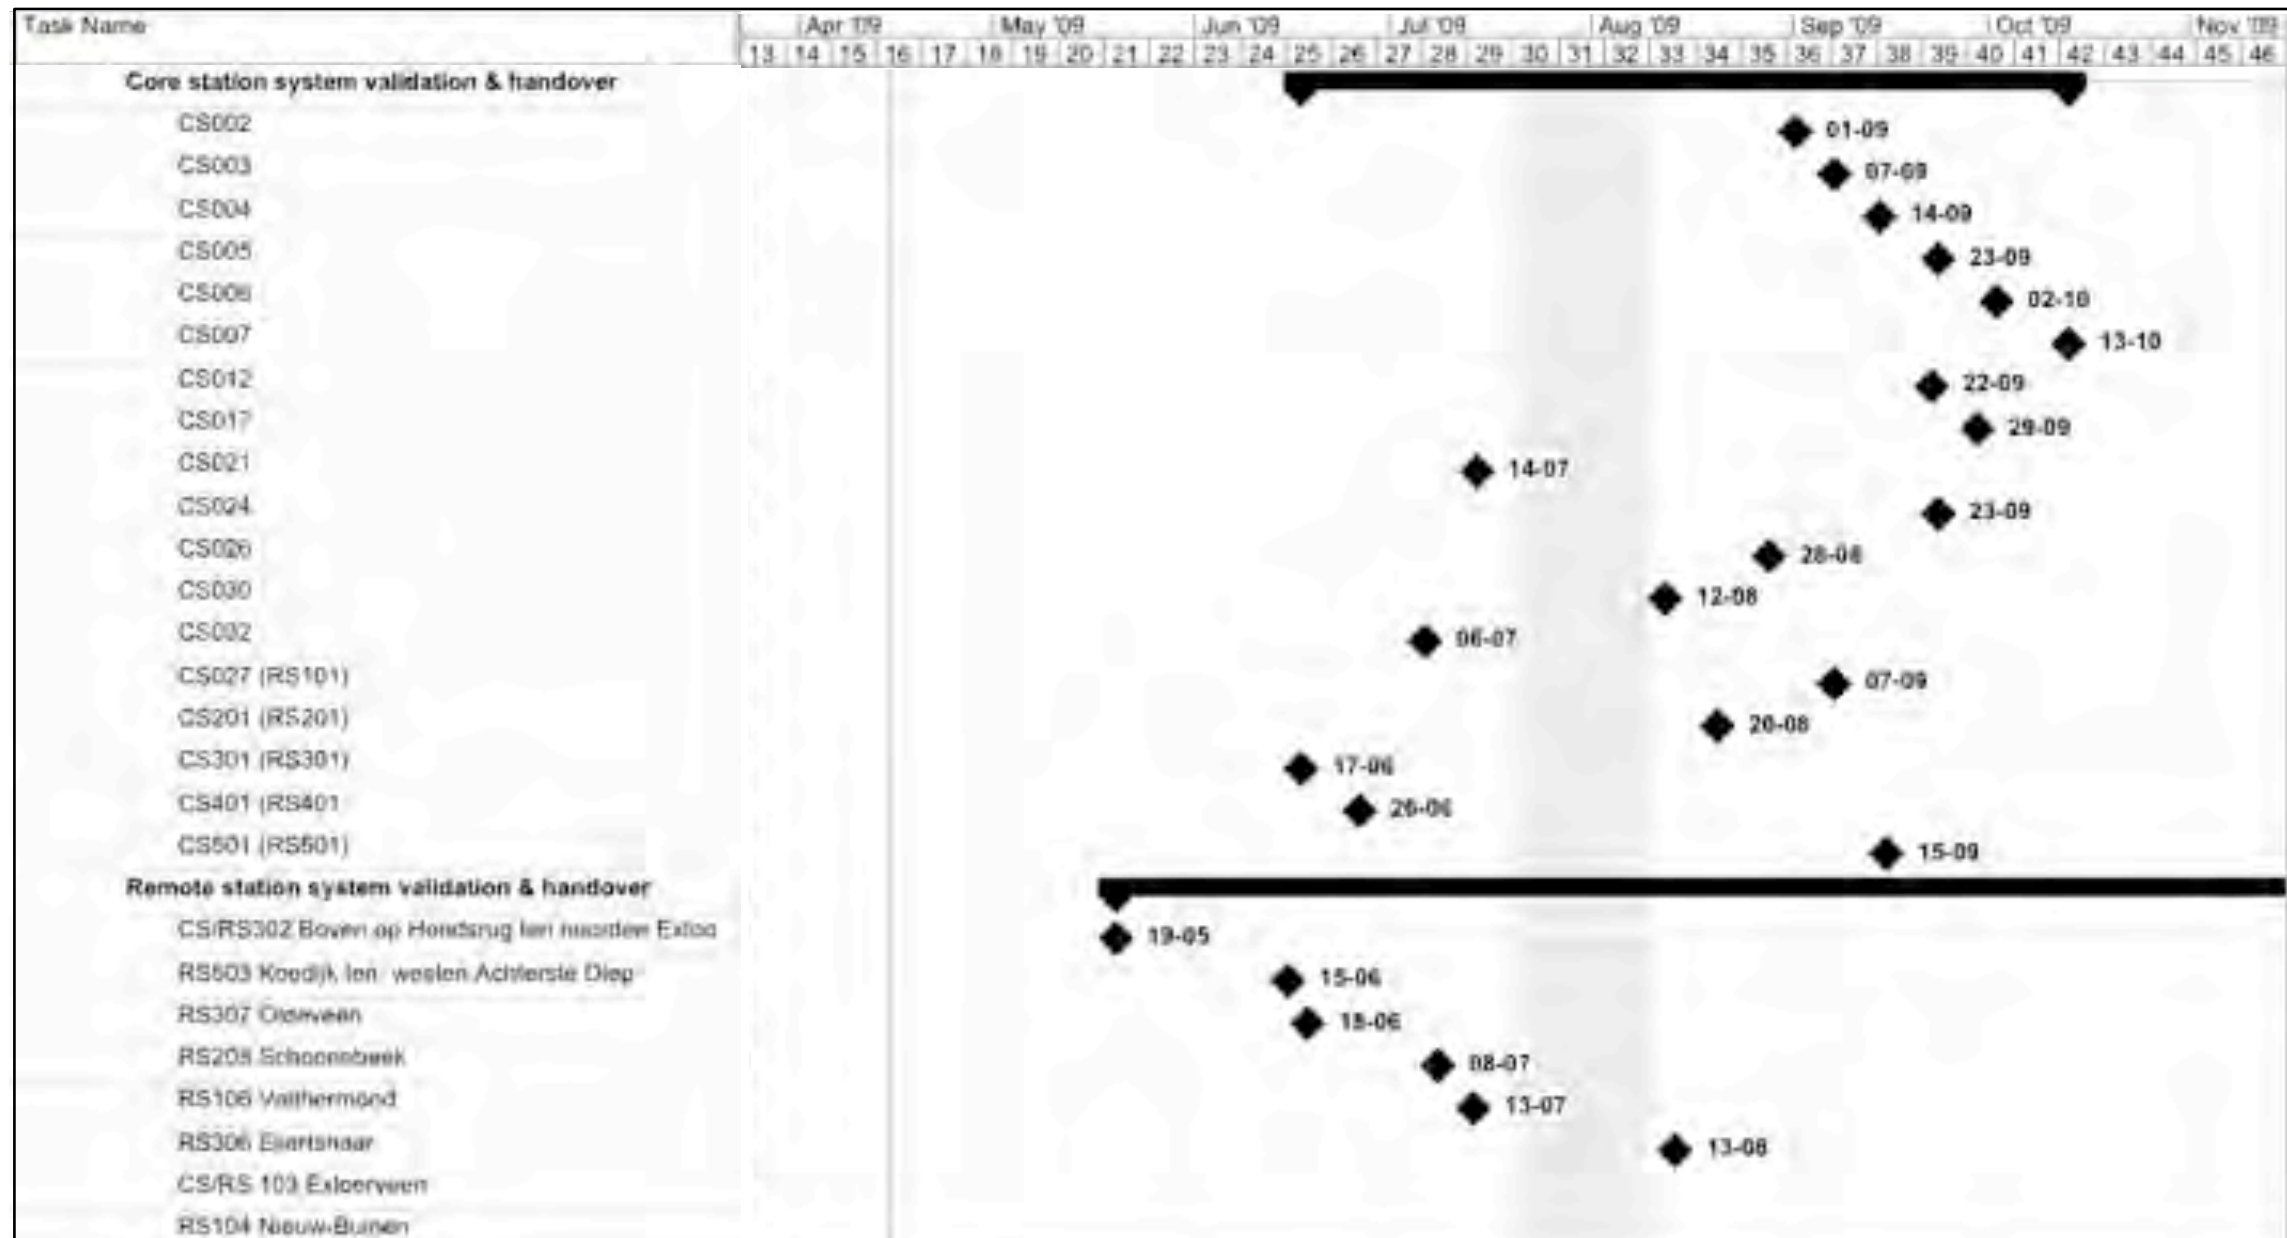 Task Name Apr '09 May '09 Jun '09 Jul '09 Aug '09 Sep '09 Oct '09 Nov '09
13 14 15 16 17 18 19 20 21 22 23 24 25 26 27 28 29 30 31 32 33 34 35 36 37 38 39 40 41 42 43 44 45 46
Core station system validation & handover
CS002 01-09
CS003 07-09
CS004 14-09
CS005 23-09
CS006 02-10
CS007 13-10
CS012 22-09
CS017 29-09
CS021 14-07
CS024 23-09
CS026 28-08
CS030 12-08
06-07
CS027 (RS101) 07-09
CS201 (RS201) 20-08
CS301 (RS301) 17-06
CS401 (RS401 26-06
CS501 (RS501) 15-09
Remote station system validation & handover
CS/RS302 Boven op Hondsrug ten noorden Exloo 19-05
RS503 Koedijk ten westen Achterste Diep 15-06
RS307 18-06
RS208 Schoonebeek 08-07
RS106 Valthermond 13-07
RS306 13-08
CS/RS 103 Exloerveen
RS104 Nieuw-Buinen